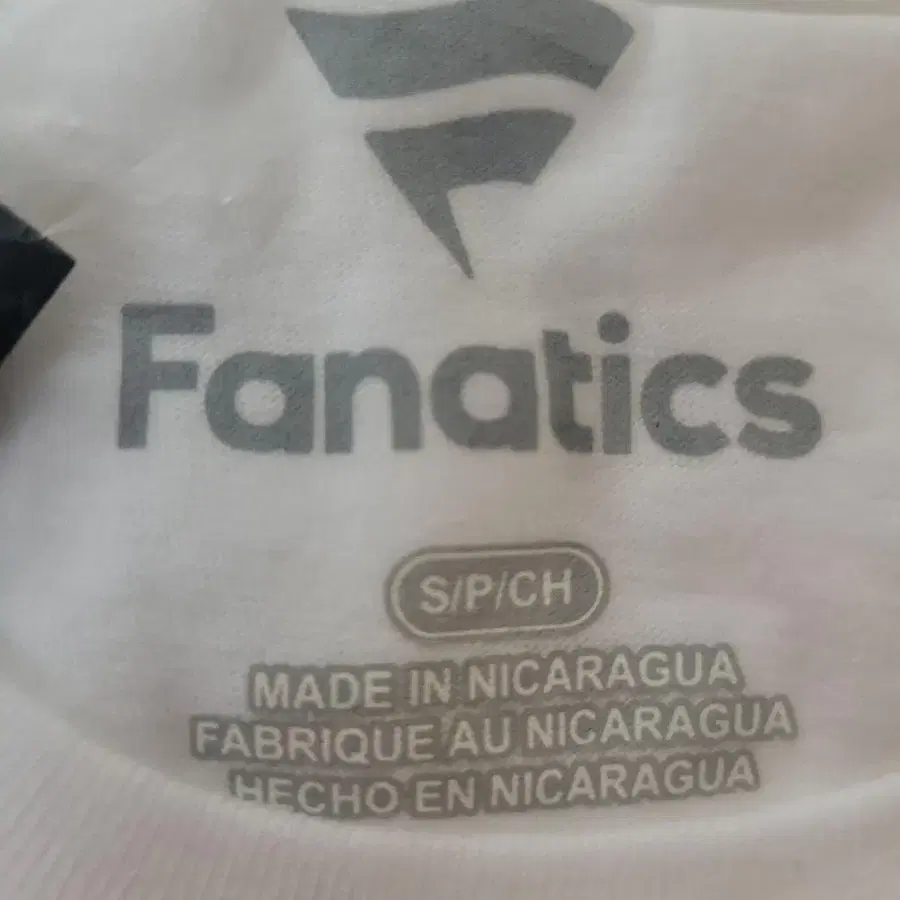 Fanatics
S/P/CH
MADE IN NICARAGUA
FABRIQUE AU NICARAGUA
HECHO EN NICARAGUA